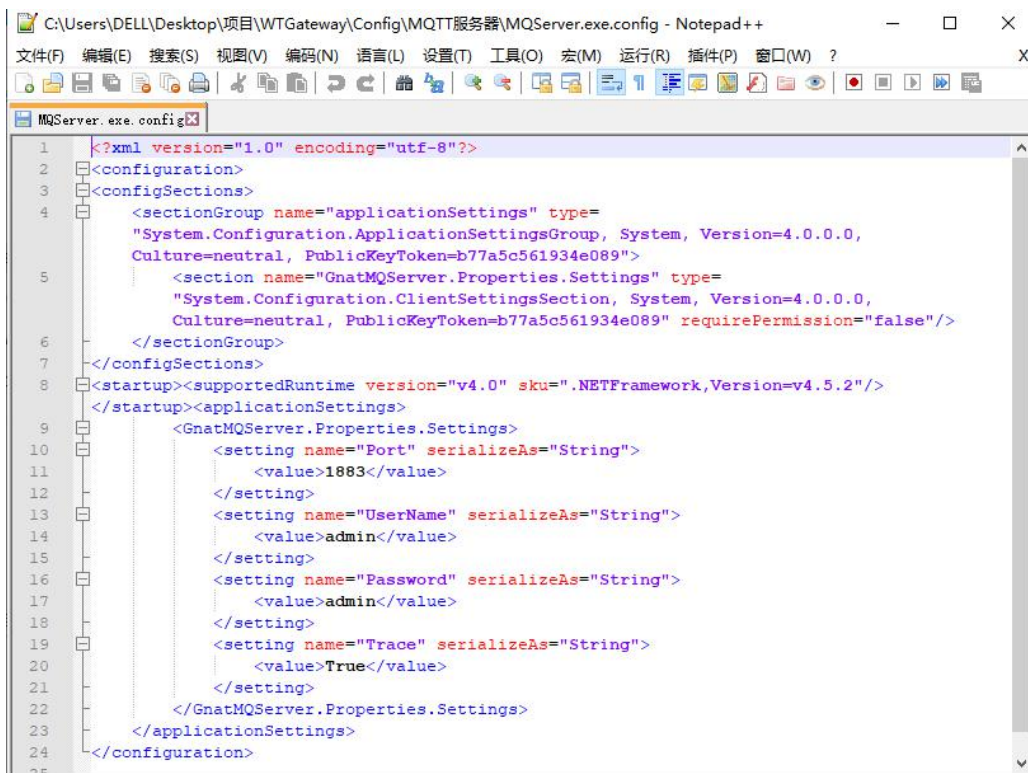 C:\Users\DELL\Desktop\项目\WTGateway\Config\MQTT服务器\MQServer.exe.config - Notepad++
文件(F) 编辑(E) 搜索(S) 视图(V) 编码(N) 语言(L) 设置(T) 工具(O) 宏(M) 运行(R) 插件(P) 窗口(W) ? X
MQServer.exe.config
1 <?xml version="1.0" encoding="utf-8"?>
2 <configuration>
3 <configSections>
4 <sectionGroup name="applicationSettings" type=
"System.Configuration.ApplicationSettingsGroup, System, Version=4.0.0.0,
Culture=neutral, PublicKeyToken=b77a5c561934e089">
5 <section name="GnatMQServer.Properties.Settings" type=
"System.Configuration.ClientSettingsSection, System, Version=4.0.0.0,
Culture=neutral, PublicKeyToken=b77a5c561934e089" requirePermission="false"/>
6 </sectionGroup>
7 </configSections>
8 <startup><supportedRuntime version="v4.0" sku=".NETFramework,Version=v4.5.2"/>
</startup><applicationSettings>
9 <GnatMQServer.Properties.Settings>
10 <setting name="Port" serializeAs="String">
11 <value>1883</value>
12 </setting>
13 <setting name="UserName" serializeAs="String">
14 <value>admin</value>
15 </setting>
16 <setting name="Password" serializeAs="String">
17 <value>admin</value>
18 </setting>
19 <setting name="Trace" serializeAs="String">
20 <value>True</value>
21 </setting>
22 </GnatMQServer.Properties.Settings>
23 </applicationSettings>
24 </configuration>
25